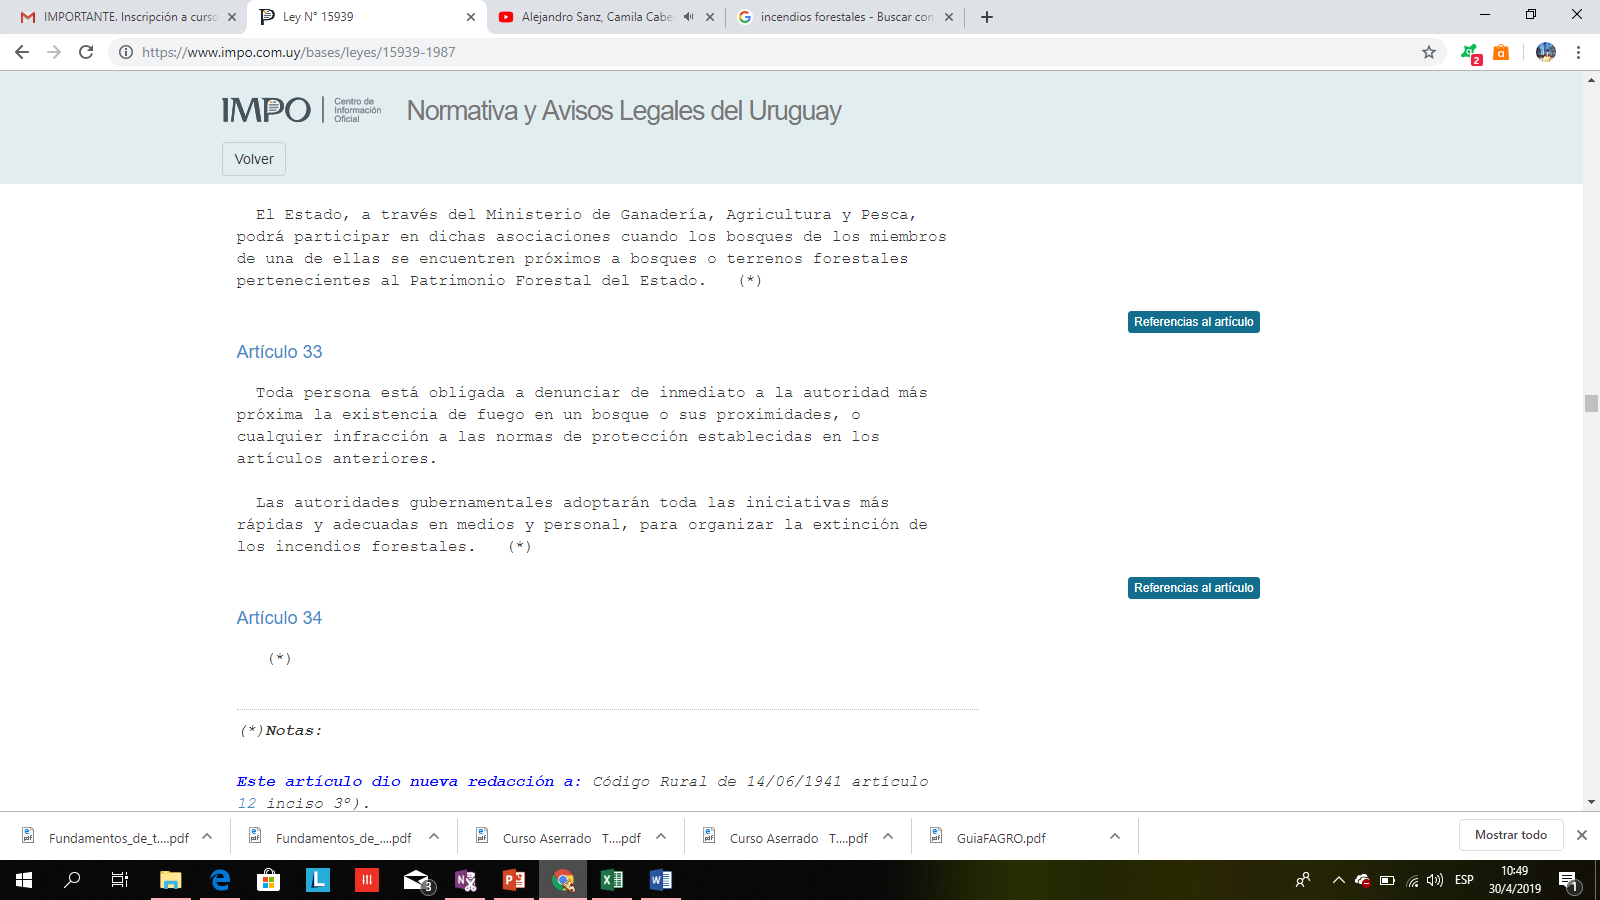 IMPORTANTE. Inscripción a curso
Ley N° 15939
Alejandro Sanz, Camila Cabe
incendios forestales - Buscar con
https://www.impo.com.uy/bases/leyes/15939-1987
2
IMPO
Centro de
Información
Oficial
Normativa y Avisos Legales del Uruguay
Volver
El Estado, a través del Ministerio de Ganadería, Agricultura y Pesca,
podrá participar en dichas asociaciones cuando los bosques de los miembros
de una de ellas se encuentren próximos a bosques o terrenos forestales
pertenecientes al Patrimonio Forestal del Estado. (*)
Referencias al artículo
Artículo 33
Toda persona está obligada a denunciar de inmediato a la autoridad más
próxima la existencia de fuego en un bosque o sus proximidades, o
cualquier infracción a las normas de protección establecidas en los
artículos anteriores.
Las autoridades gubernamentales adoptarán toda las iniciativas más
rápidas y adecuadas en medios y personal, para organizar la extinción de
los incendios forestales. (*)
Referencias al artículo
Artículo 34
(*)
(*)Notas:
Este artículo dio nueva redacción a: Código Rural de 14/06/1941 artículo
12 inciso 3º).
Fundamentos_de_t....pdf
Fundamentos_de_....pdf
Curso Aserrado T....pdf
Curso Aserrado T....pdf
GuiaFAGRO.pdf
Mostrar todo
3
ESP
10:49
30/4/2019
1